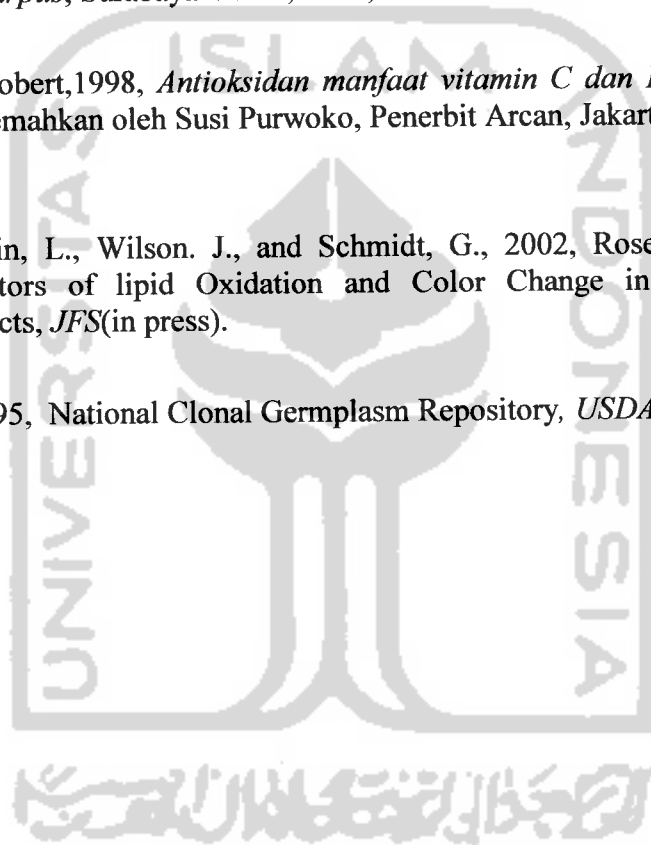 obert,1998, Antioksidan manfaat vitamin C dan
emahkan oleh Susi Purwoko, Penerbit Arcan, Jakart
in, L., Wilson. J., and Schmidt, G., 2002, Rose
tors of lipid Oxidation and Color Change in
cts, JFS(in press).
95, National Clonal Germplasm Repository, USDA
UNIVERSITAS
ISLAM
INDONESIA